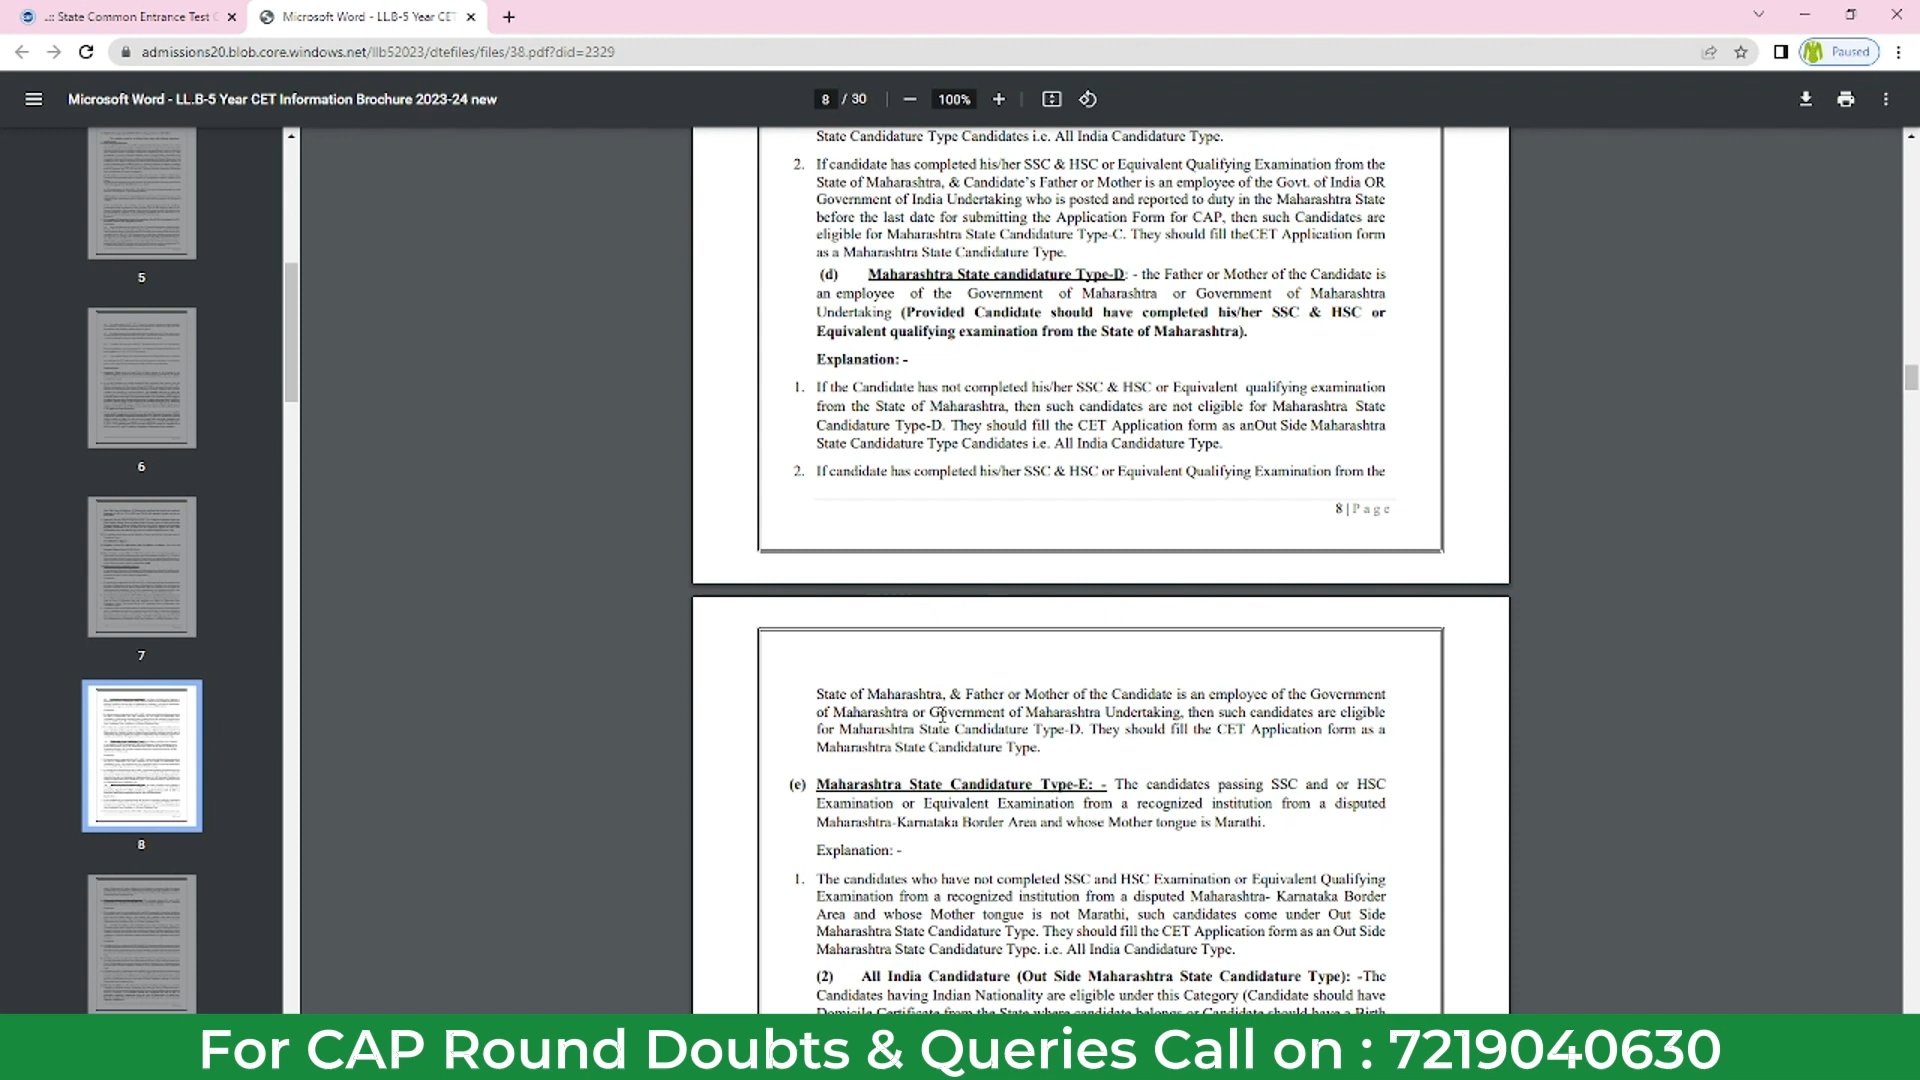 ..:: State Common Entrance Test C
Microsoft Word - LL.B-5 Year CET
admissions20.blob.core.windows.net/llb52023/dtefiles/files/38.pdf?did=2329
Paused
Microsoft Word - LL.B-5 Year CET Information Brochure 2023-24 new
8 / 30
100%
5
6
7
8
State Candidature Type Candidates i.e. All India Candidature Type.
2. If candidate has completed his/her SSC & HSC or Equivalent Qualifying Examination from the
State of Maharashtra, & Candidate's Father or Mother is an employee of the Govt. of India OR
Government of India Undertaking who is posted and reported to duty in the Maharashtra State
before the last date for submitting the Application Form for CAP, then such Candidates are
eligible for Maharashtra State Candidature Type-C. They should fill theCET Application form
as a Maharashtra State Candidature Type.
(d) Maharashtra State candidature Type-D: - the Father or Mother of the Candidate is
an employee of the Government of Maharashtra or Government of Maharashtra
Undertaking (Provided Candidate should have completed his/her SSC & HSC or
Equivalent qualifying examination from the State of Maharashtra).
Explanation: -
1. If the Candidate has not completed his/her SSC & HSC or Equivalent qualifying examination
from the State of Maharashtra, then such candidates are not eligible for Maharashtra State
Candidature Type-D. They should fill the CET Application form as anOut Side Maharashtra
State Candidature Type Candidates i.e. All India Candidature Type.
2. If candidate has completed his/her SSC & HSC or Equivalent Qualifying Examination from the
8 | P a g e
State of Maharashtra, & Father or Mother of the Candidate is an employee of the Government
of Maharashtra or Government of Maharashtra Undertaking, then such candidates are eligible
for Maharashtra State Candidature Type-D. They should fill the CET Application form as a
Maharashtra State Candidature Type.
(e) Maharashtra State Candidature Type-E: - The candidates passing SSC and or HSC
Examination or Equivalent Examination from a recognized institution from a disputed
Maharashtra-Karnataka Border Area and whose Mother tongue is Marathi.
Explanation: -
1. The candidates who have not completed SSC and HSC Examination or Equivalent Qualifying
Examination from a recognized institution from a disputed Maharashtra- Karnataka Border
Area and whose Mother tongue is not Marathi, such candidates come under Out Side
Maharashtra State Candidature Type. They should fill the CET Application form as an Out Side
Maharashtra State Candidature Type. i.e. All India Candidature Type.
(2) All India Candidature (Out Side Maharashtra State Candidature Type): -The
Candidates having Indian Nationality are eligible under this Category (Candidate should have
Domicile Certificate from the State where candidate belongs or Candidate should have a Birth
For CAP Round Doubts & Queries Call on : 7219040630